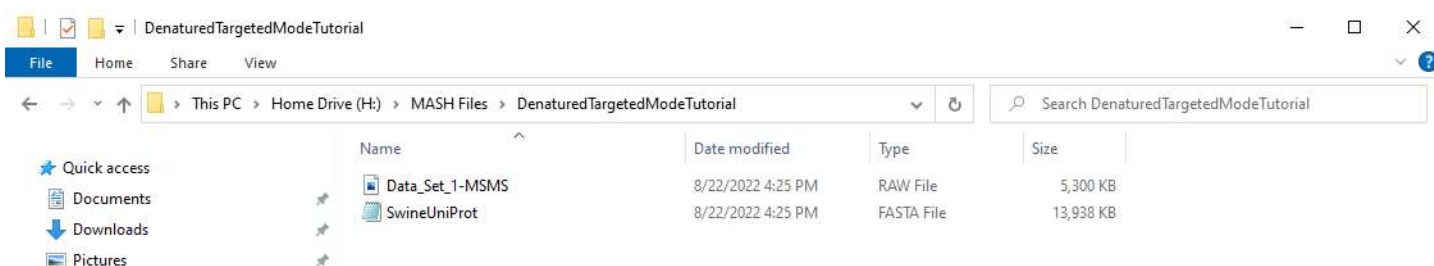 DenaturedTargetedModeTutorial
File Home Share View
This PC > Home Drive (H:) > MASH Files > DenaturedTargetedModeTutorial Search DenaturedTargetedModeTutorial
Name Date modified Type Size
Quick access
Data_Set_1-MSMS 8/22/2022 4:25 PM RAW File 5,300 KB
Documents
SwineUniProt 8/22/2022 4:25 PM FASTA File 13,938 KB
Downloads
Pictures